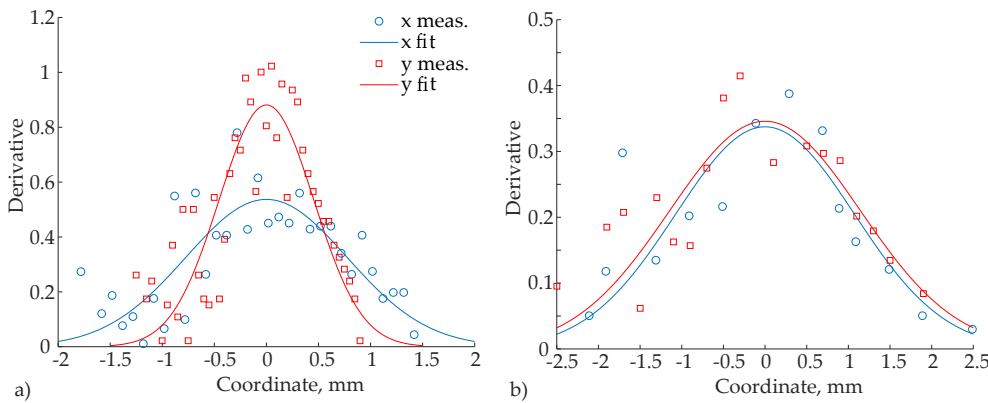 1.2
1
0.8
0.6
0.4
0.2
0
Derivative
x meas.
x fit
y meas.
y fit
-2 -1.5 -1 -0.5 0 0.5 1 1.5 2
Coordinate, mm
a)
0.5
0.4
0.3
0.2
0.1
0
Derivative
-2.5 -2 -1.5 -1 -0.5 0 0.5 1 1.5 2 2.5
Coordinate, mm
b)